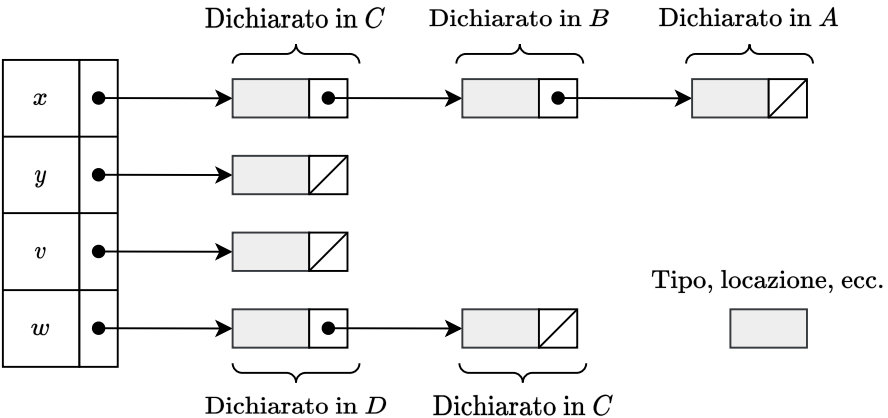 Dichiarato in C
Dichiarato in B
Dichiarato in A
x
y
v
w
Tipo, locazione, ecc.
Dichiarato in D
Dichiarato in C